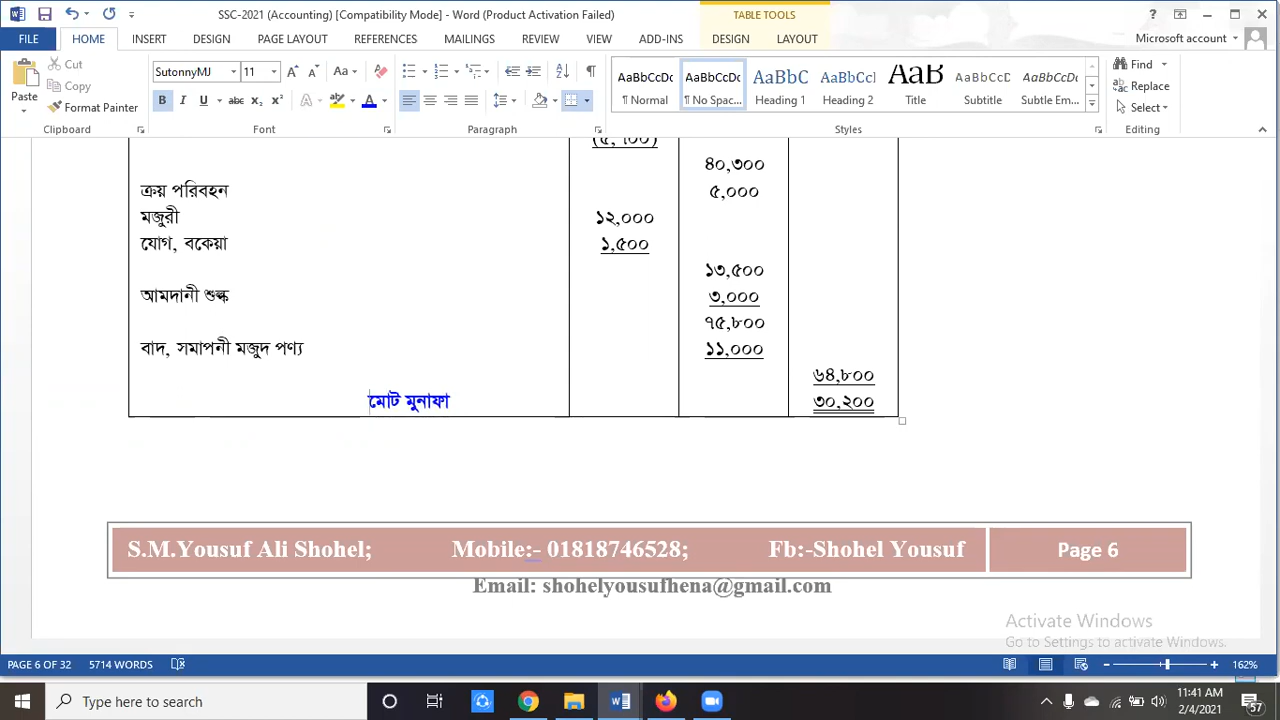 SSC-2021 (Accounting) [Compatibility Mode] - Word (Product Activation Failed)
TABLE TOOLS
FILE HOME INSERT DESIGN PAGE LAYOUT REFERENCES MAILINGS REVIEW VIEW ADD-INS DESIGN LAYOUT
Microsoft account
Paste
Cut
Copy
Format Painter
SutonnyMJ 11
AaBbCcDc ¶ Normal
AaBbCcDc ¶ No Spac...
AaBbC Heading 1
AaBbCc Heading 2
AaB Title
AaBbCcD Subtitle
AaBbCcDc Subtle Em...
Find
Replace
Select
Clipboard Font Paragraph Styles Editing
৪০,৩০০
ক্রয় পরিবহন ৫,০০০
মজুরী ১২,০০০
যোগ, বকেয়া ১,৫০০
১৩,৫০০
আমদানী শুল্ক ৩,০০০
৭৫,৮০০
বাদ, সমাপনী মজুদ পণ্য ১১,০০০
৬৪,৮০০
মোট মুনাফা ৩০,২০০
S.M.Yousuf Ali Shohel; Mobile:- 01818746528; Fb:-Shohel Yousuf Page 6
Email: shohelyousufhena@gmail.com
Activate Windows
Go to Settings to activate Windows.
PAGE 6 OF 32 5714 WORDS 162%
Type here to search
11:41 AM
2/4/2021
57